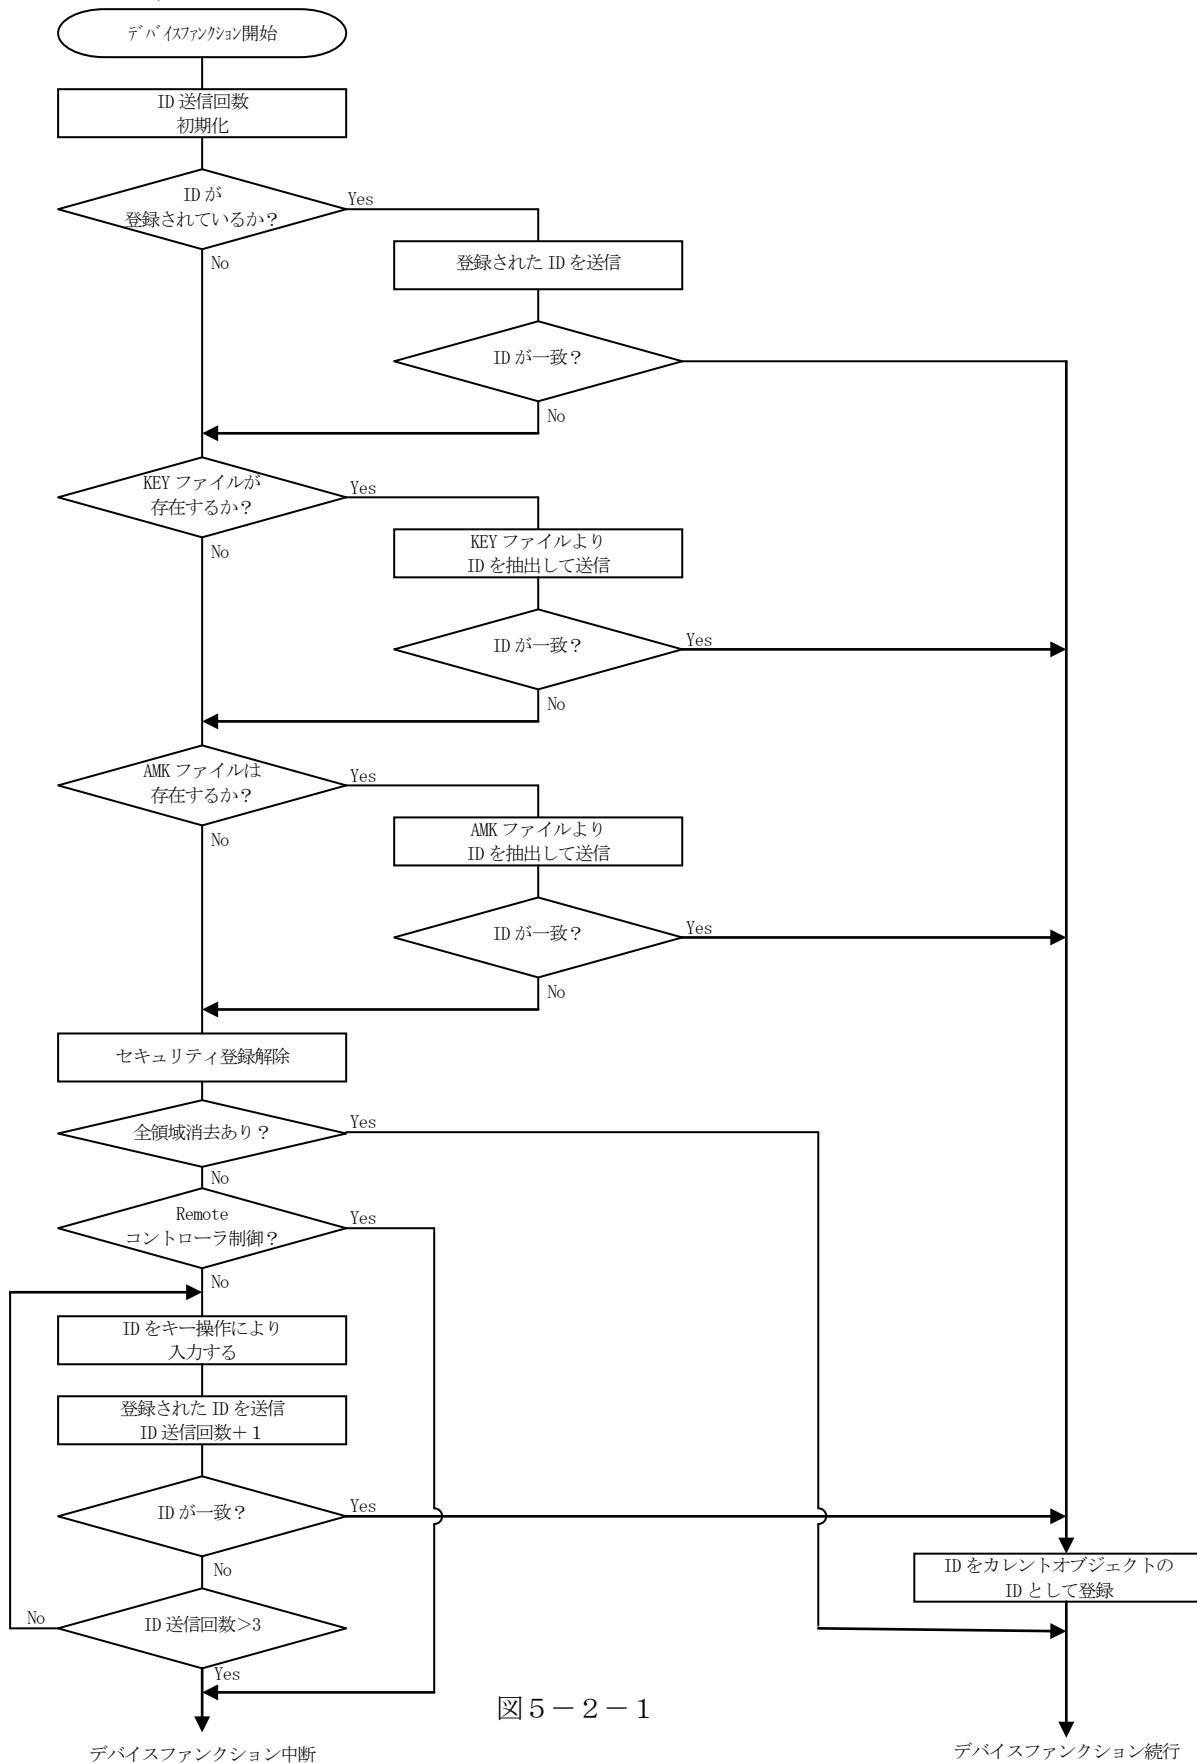 デバイスファンクション開始
ID 送信回数
初期化
IDが
登録されているか?
Yes
No
登録された ID を送信
IDが一致?
No
KEY ファイルが
存在するか?
Yes
No
KEY ファイルより
ID を抽出して送信
IDが一致?
Yes
No
AMK ファイルは
存在するか?
Yes
No
AMK ファイルより
ID を抽出して送信
IDが一致?
Yes
No
セキュリティ登録解除
全領域消去あり?
Yes
No
Remote
コントローラ制御?
Yes
No
ID をキー操作により
入力する
登録された ID を送信
ID 送信回数+1
IDが一致?
Yes
No
ID 送信回数>3
No
Yes
ID をカレントオブジェクトの
ID として登録
図5-2-1
デバイスファンクション中断
デバイスファンクション続行